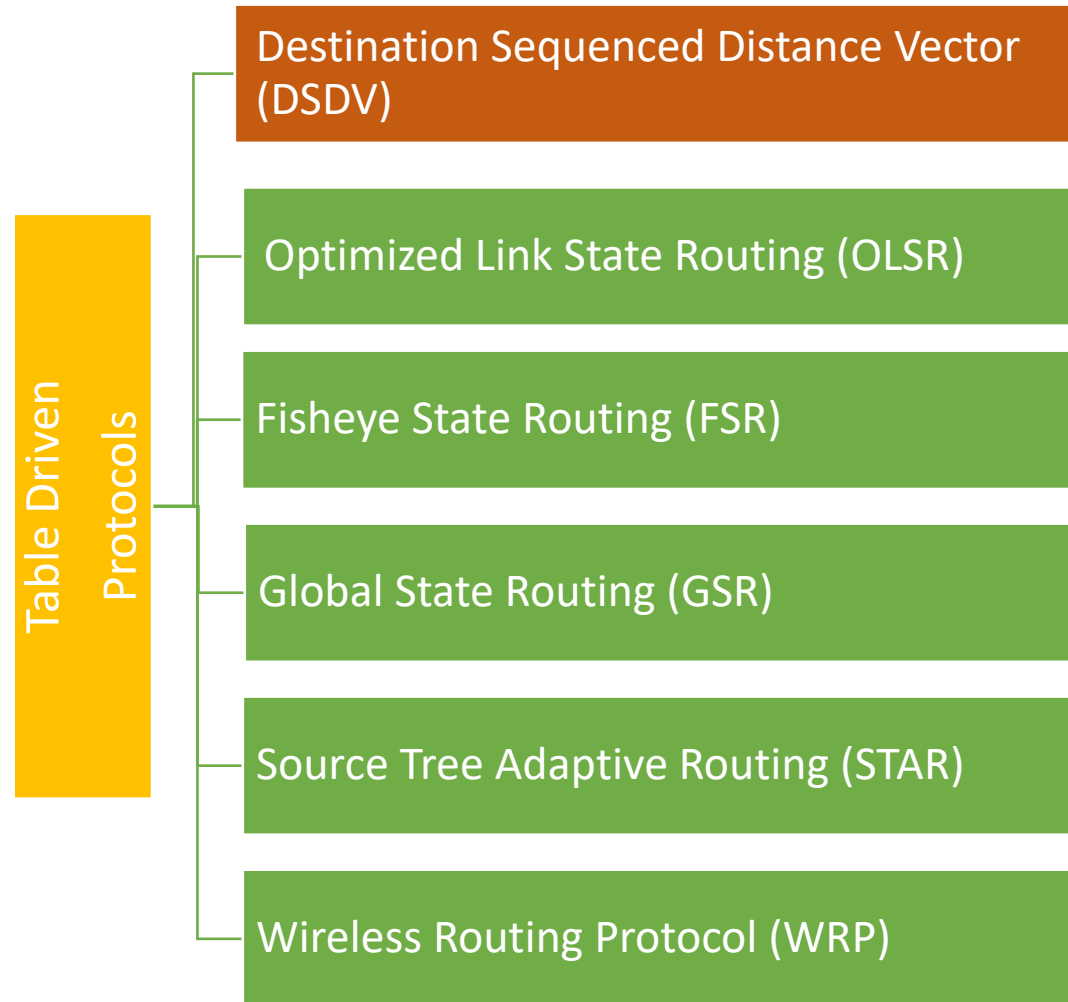 Table Driven
Protocols
Destination Sequenced Distance Vector
(DSDV)
Optimized Link State Routing (OLSR)
Fisheye State Routing (FSR)
Global State Routing (GSR)
Source Tree Adaptive Routing (STAR)
Wireless Routing Protocol (WRP)